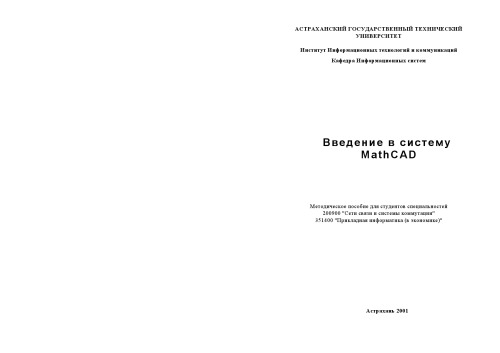 АСТРАХАНСКИЙ ГОСУДАРСТВЕННЫЙ ТЕХНИЧЕСКИЙ
УНИВЕРСИТЕТ
Институт Информационных технологий и коммуникаций
Кафедра Информационных систем
Введение в систему
MathCAD
Методическое пособие для студентов специальностей
200900 "Сети связи и системы коммутации"
351400 "Прикладная информатика (в экономике)"
Астрахань 2001